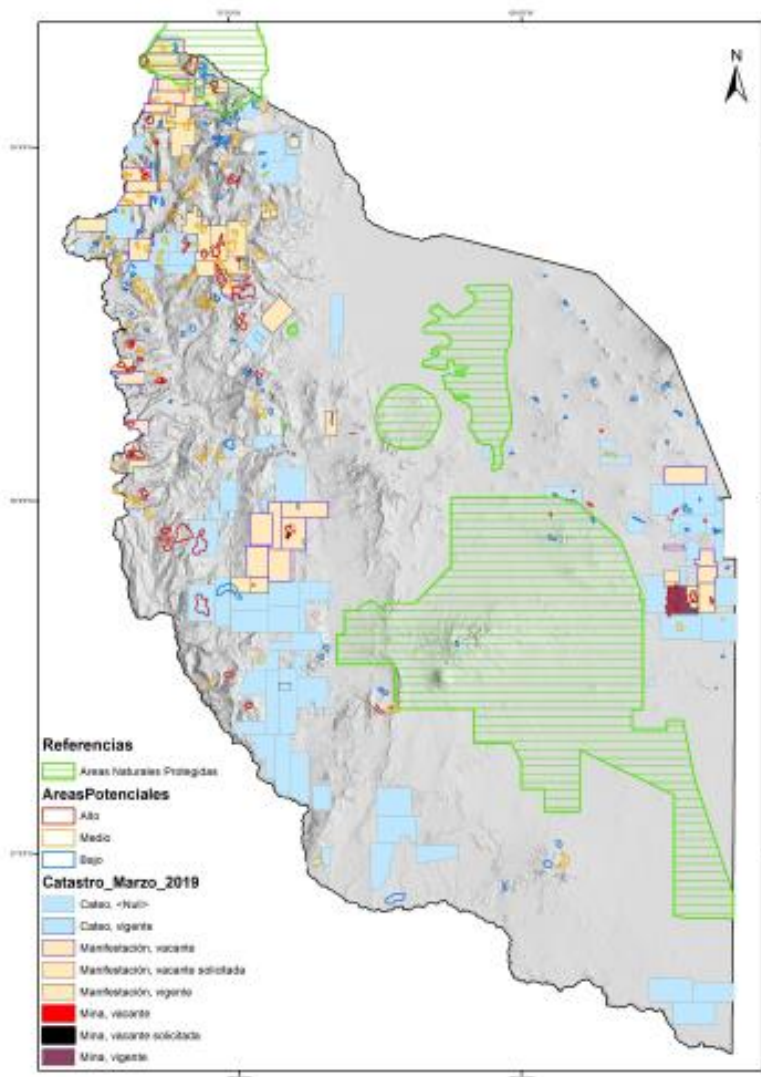 N
Referencias
Areas Naturales Protegidas
AreasPotenciales
Alto
Medio
Bajo
Catastro_Marzo_2019
Cateo, <Nul>
Cateo, vigente
Manifestación, vacante
Manifestación, vacante solicitada
Manifestación, vigente
Mina, vacante
Mina, vacante solicitada
Mina, vigente